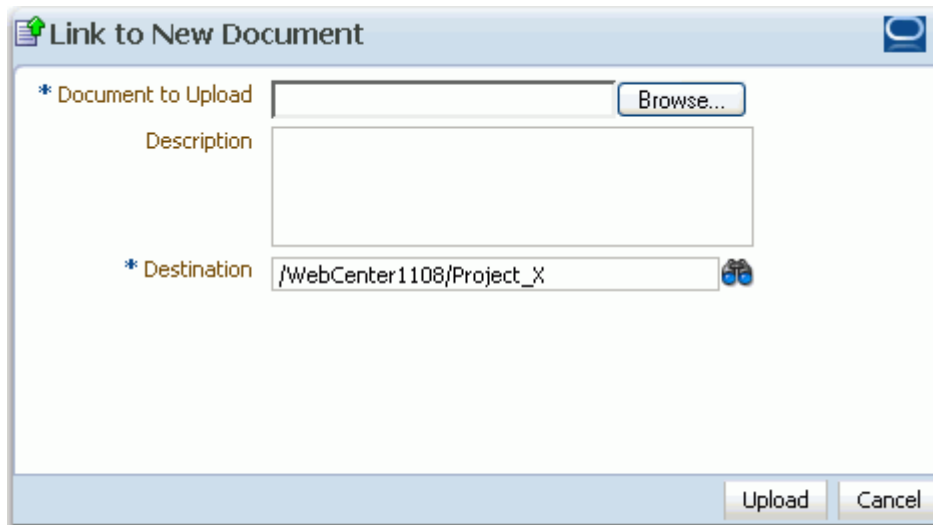 Link to New Document
* Document to Upload Browse...
Description
* Destination /WebCenter1108/Project_X
Upload Cancel